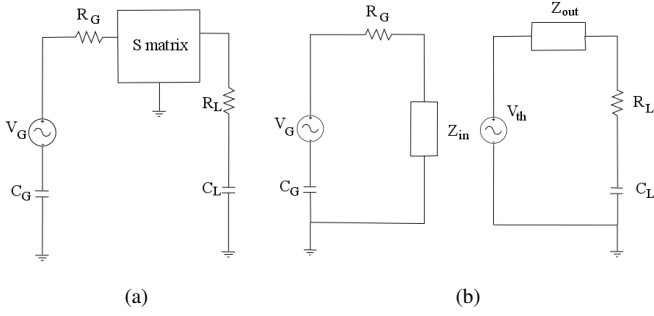 R_G
S matrix
R_L
V_G
C_G
C_L
(a)
R_G
V_G
Z_in
C_G
Z_out
V_th
R_L
C_L
(b)